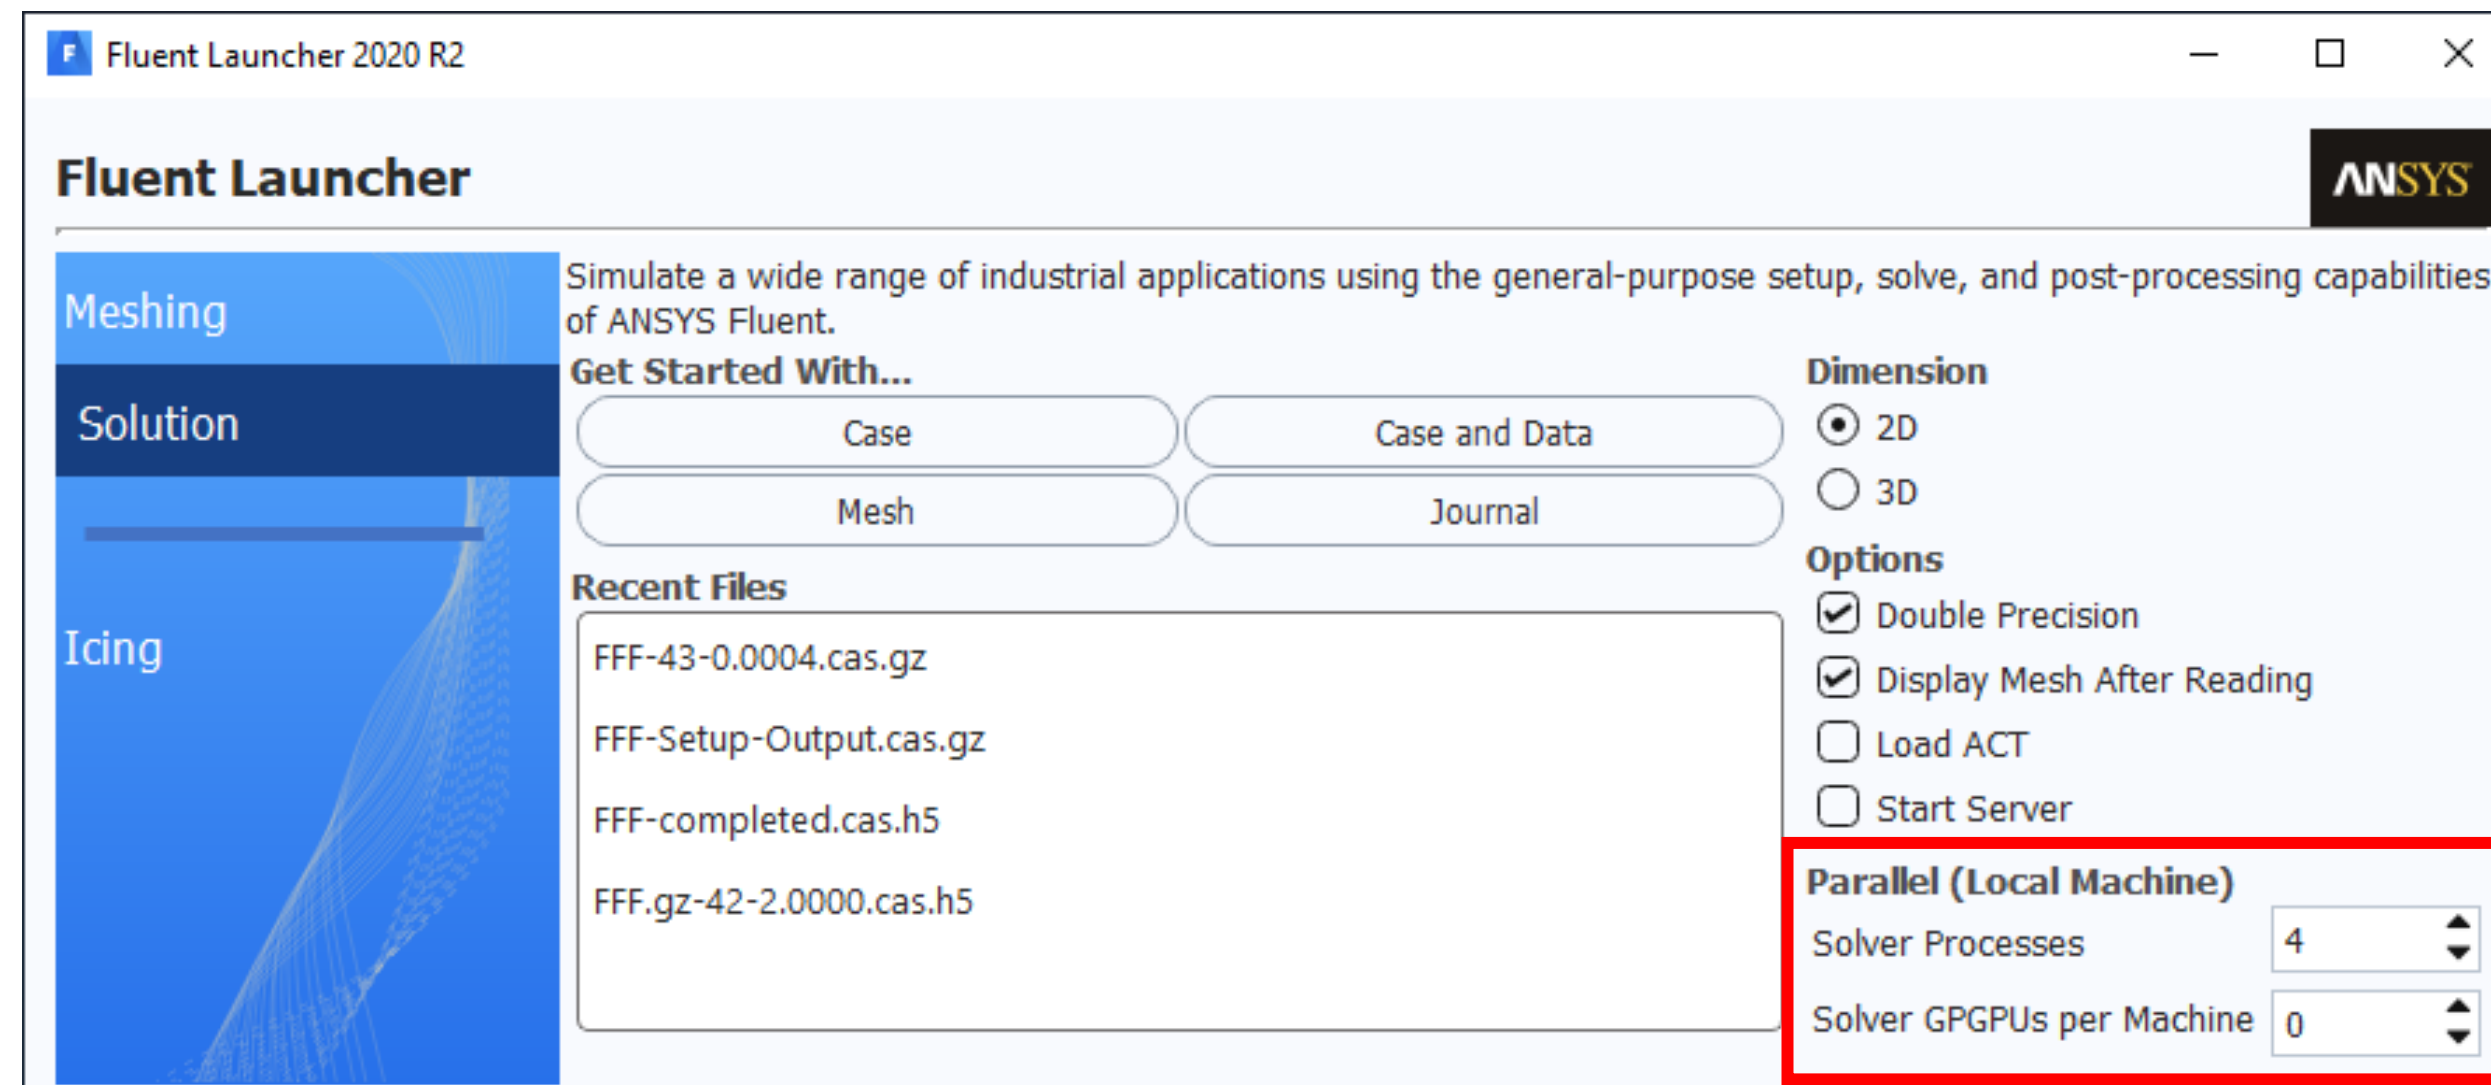 F Fluent Launcher 2020 R2
Fluent Launcher
ANSYS
Meshing
Solution
Icing
Simulate a wide range of industrial applications using the general-purpose setup, solve, and post-processing capabilities
of ANSYS Fluent.
Get Started With...
Case
Case and Data
Mesh
Journal
Recent Files
FFF-43-0.0004.cas.gz
FFF-Setup-Output.cas.gz
FFF-completed.cas.h5
FFF.gz-42-2.0000.cas.h5
Dimension
2D
3D
Options
Double Precision
Display Mesh After Reading
Load ACT
Start Server
Parallel (Local Machine)
Solver Processes 4
Solver GPGPUs per Machine 0